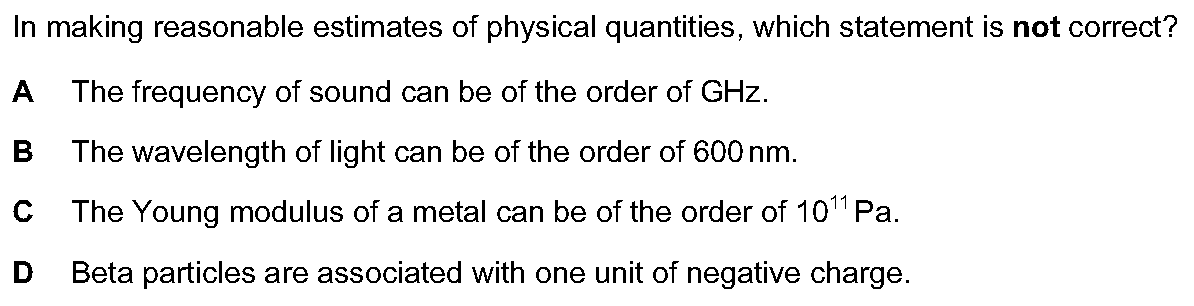 In making reasonable estimates of physical quantities, which statement is not correct?
A The frequency of sound can be of the order of GHz.
B The wavelength of light can be of the order of 600 nm.
C The Young modulus of a metal can be of the order of 10¹¹ Pa.
D Beta particles are associated with one unit of negative charge.